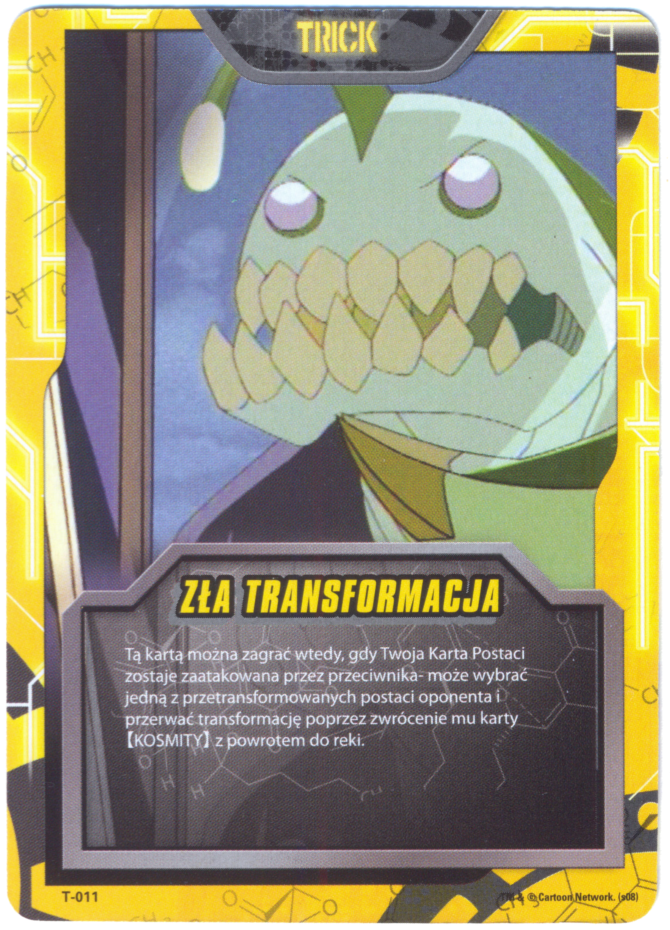 TRICK
ZŁA TRANSFORMACJA
Tą kartą można zagrać wtedy, gdy Twoja Karta Postaci
zostaje zaatakowana przez przeciwnika- może wybrać
jedną z przetransformowanych postaci oponenta i
przerwać transformację poprzez zwrócenie mu karty
【KOSMITY】 z powrotem do reki.
T-011
TM & © Cartoon Network. (s08)